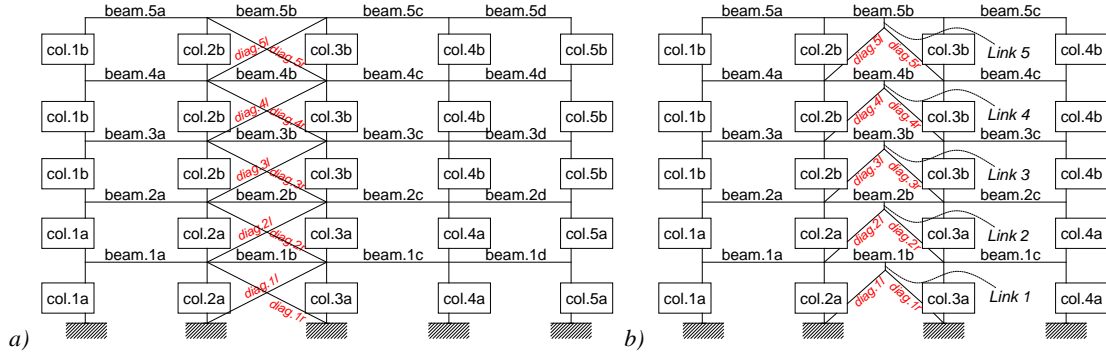 beam.5a beam.5b beam.5c beam.5d
col.1b col.2b diag.5l diag.5r col.3b col.4b col.5b
beam.4a beam.4b beam.4c beam.4d
col.1b col.2b diag.4l diag.4r col.3b col.4b col.5b
beam.3a beam.3b beam.3c beam.3d
col.1b col.2b diag.3l diag.3r col.3b col.4b col.5b
beam.2a beam.2b beam.2c beam.2d
col.1a col.2a diag.2l diag.2r col.3a col.4a col.5a
beam.1a beam.1b beam.1c beam.1d
col.1a col.2a diag.1l diag.1r col.3a col.4a col.5a
a)
beam.5a beam.5b beam.5c
col.1b col.2b diag.5l diag.5r col.3b Link 5 col.4b
beam.4a beam.4b beam.4c
col.1b col.2b diag.4l diag.4r col.3b Link 4 col.4b
beam.3a beam.3b beam.3c
col.1b col.2b diag.3l diag.3r col.3b Link 3 col.4b
beam.2a beam.2b beam.2c
col.1a col.2a diag.2l diag.2r col.3a Link 2 col.4a
beam.1a beam.1b beam.1c
col.1a col.2a diag.1l diag.1r col.3a Link 1 col.4a
b)